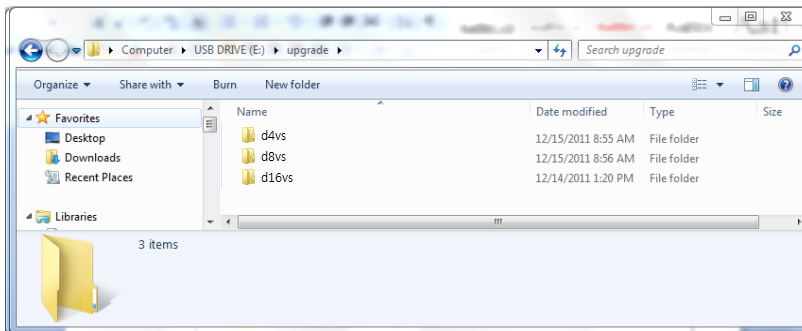 Computer ▸ USB DRIVE (E:) ▸ upgrade ▸ Search upgrade
Organize Share with Burn New folder
Favorites
Desktop
Downloads
Recent Places
Libraries
Name Date modified Type Size
d4vs 12/15/2011 8:55 AM File folder
d8vs 12/15/2011 8:56 AM File folder
d16vs 12/14/2011 1:20 PM File folder
3 items